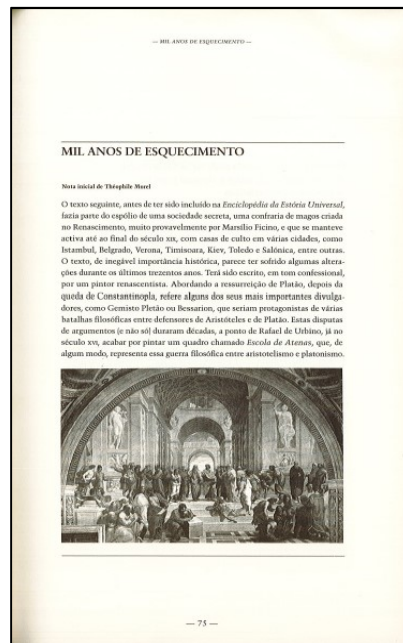 — MIL ANOS DE ESQUECIMENTO —
MIL ANOS DE ESQUECIMENTO
Nota inicial de Théophile Morel
O texto seguinte, antes de ter sido incluído na Enciclopédia da Estória Universal,
fazia parte do espólio de uma sociedade secreta, uma confraria de magos criada
no Renascimento, muito provavelmente por Marsílio Ficino, e que se manteve
activa até ao final do século XIX, com casas de culto em várias cidades, como
Istambul, Belgrado, Verona, Timisoara, Kiev, Toledo e Salónica, entre outras.
O texto, de inegável importância histórica, parece ter sofrido algumas altera-
ções durante os últimos trezentos anos. Terá sido escrito, em tom confessional,
por um pintor renascentista. Abordando a ressurreição de Platão, depois da
queda de Constantinopla, refere alguns dos seus mais importantes divulga-
dores, como Gemisto Pletão ou Bessarion, que seriam protagonistas de várias
batalhas filosóficas entre defensores de Aristóteles e de Platão. Estas disputas
de argumentos (e não só) duraram décadas, a ponto de Rafael de Urbino, já no
século XVI, acabar por pintar um quadro chamado Escola de Atenas, que, de
algum modo, representa essa guerra filosófica entre aristotelismo e platonismo.
— 75 —